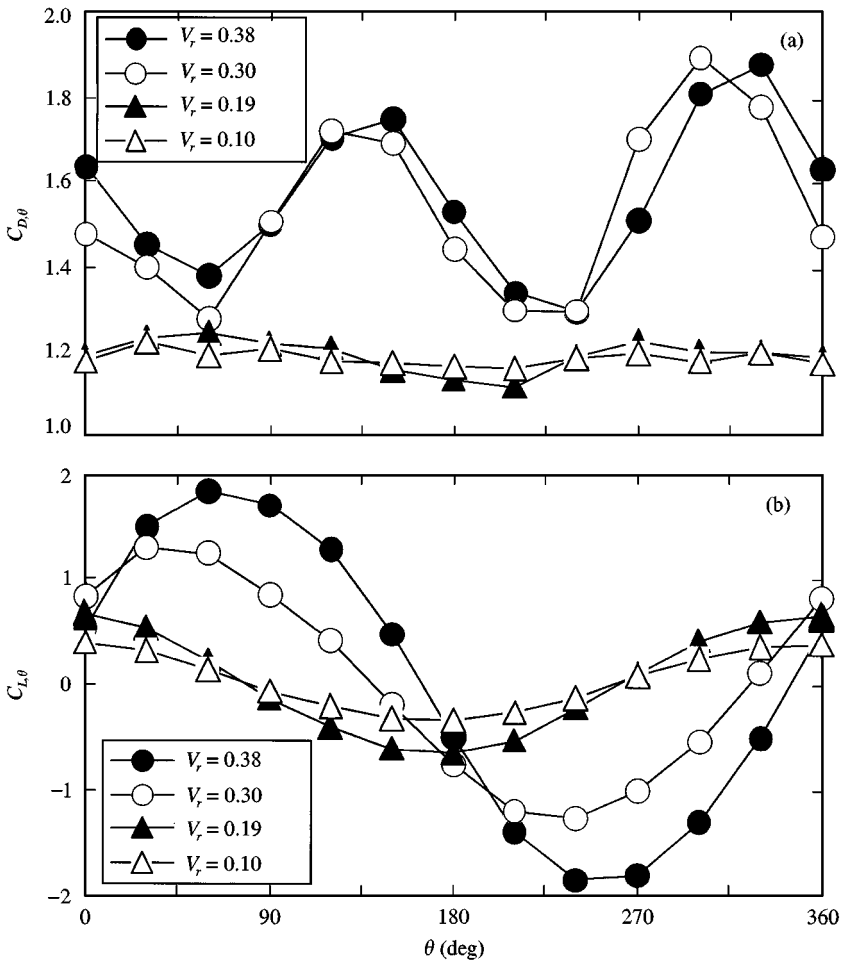 2.0
1.8
1.6
1.4
1.2
1.0
C_{D,θ}
V_r = 0.38
V_r = 0.30
V_r = 0.19
V_r = 0.10
(a)
2
1
0
−1
−2
C_{L,θ}
(b)
V_r = 0.38
V_r = 0.30
V_r = 0.19
V_r = 0.10
0 90 180 270 360
θ (deg)